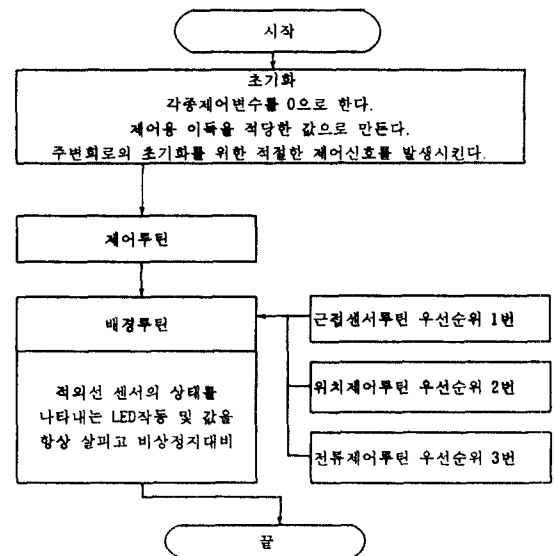 시작
초기화
각종제어변수를 0으로 한다.
제어용 이득을 적당한 값으로 만든다.
주변회로의 초기화를 위한 적절한 제어신호를 발생시킨다.
제어루틴
배경루틴
적외선 센서의 상태를
나타내는 LED작동 및 값을
항상 살피고 비상정지대비
근접센서루틴 우선순위 1번
위치제어루틴 우선순위 2번
전류제어루틴 우선순위 3번
끝